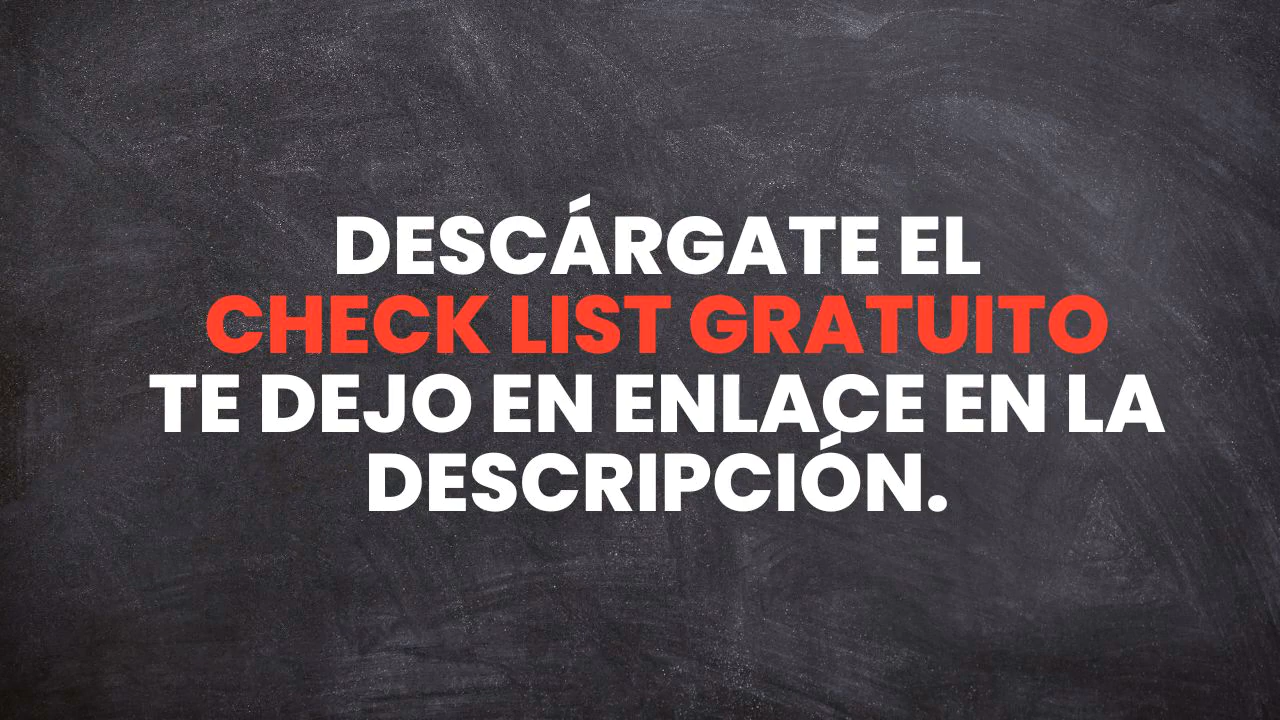 DESCÁRGATE EL
CHECK LIST GRATUITO
TE DEJO EN ENLACE EN LA
DESCRIPCIÓN.